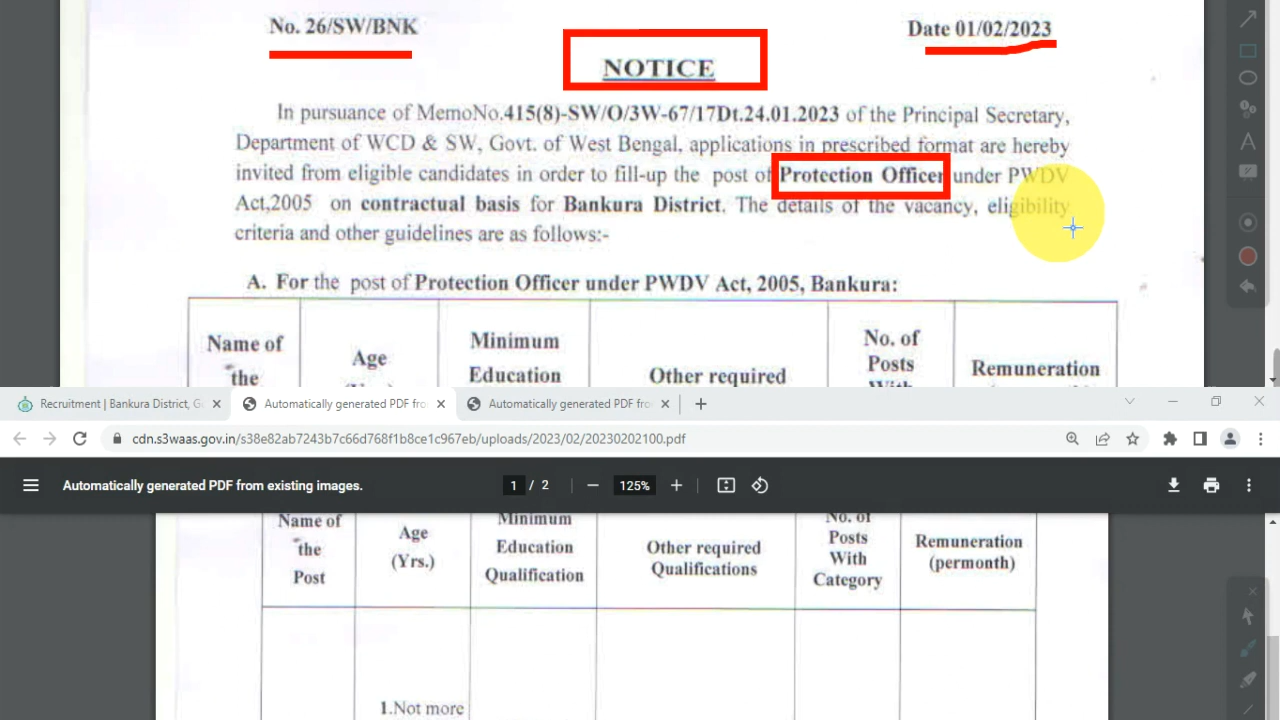 No. 26/SW/BNK
Date 01/02/2023
NOTICE
In pursuance of MemoNo.415(8)-SW/O/3W-67/17Dt.24.01.2023 of the Principal Secretary,
Department of WCD & SW, Govt. of West Bengal, applications in prescribed format are hereby
invited from eligible candidates in order to fill-up the post of Protection Officer under PWDV
Act,2005 on contractual basis for Bankura District. The details of the vacancy, eligibility
criteria and other guidelines are as follows:-
A. For the post of Protection Officer under PWDV Act, 2005, Bankura:
Name of
the
Age
Minimum
Education
Other required
No. of
Posts
With
Remuneration
Recruitment | Bankura District, G
Automatically generated PDF fro
Automatically generated PDF fro
cdn.s3waas.gov.in/s38e82ab7243b7c66d768f1b8ce1c967eb/uploads/2023/02/20230202100.pdf
Automatically generated PDF from existing images.
1 / 2
125%
Name of
the
Post
Age
(Yrs.)
Minimum
Education
Qualification
Other required
Qualifications
No. of
Posts
With
Category
Remuneration
(permonth)
1.Not more